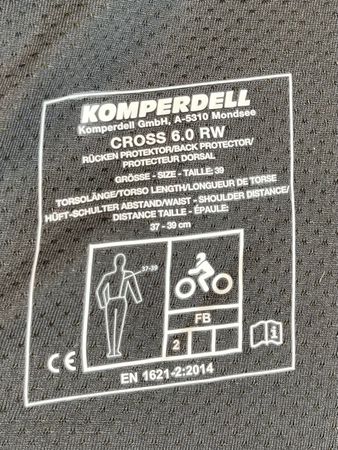 KOMPERDELL
Komperdell GmbH, A-5310 Mondsee
CROSS 6.0 RW
RÜCKEN PROTEKTOR/BACK PROTECTOR/
PROTECTEUR DORSAL
GRÖSSE - SIZE - TAILLE: 39
TORSOLÄNGE/TORSO LENGTH/LONGUEUR DE TORSE
HÜFT-SCHULTER ABSTAND/WAIST - SHOULDER DISTANCE/
DISTANCE TAILLE - ÉPAULE:
37 - 39 cm
37-39
FB
2
i
CE
EN 1621-2:2014